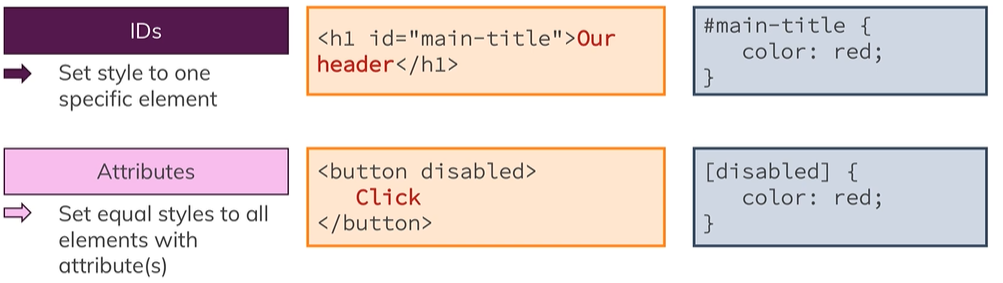 IDs
Set style to one
specific element
<h1 id="main-title">Our
header</h1>
#main-title {
color: red;
}
Attributes
Set equal styles to all
elements with
attribute(s)
<button disabled>
Click
</button>
[disabled] {
color: red;
}